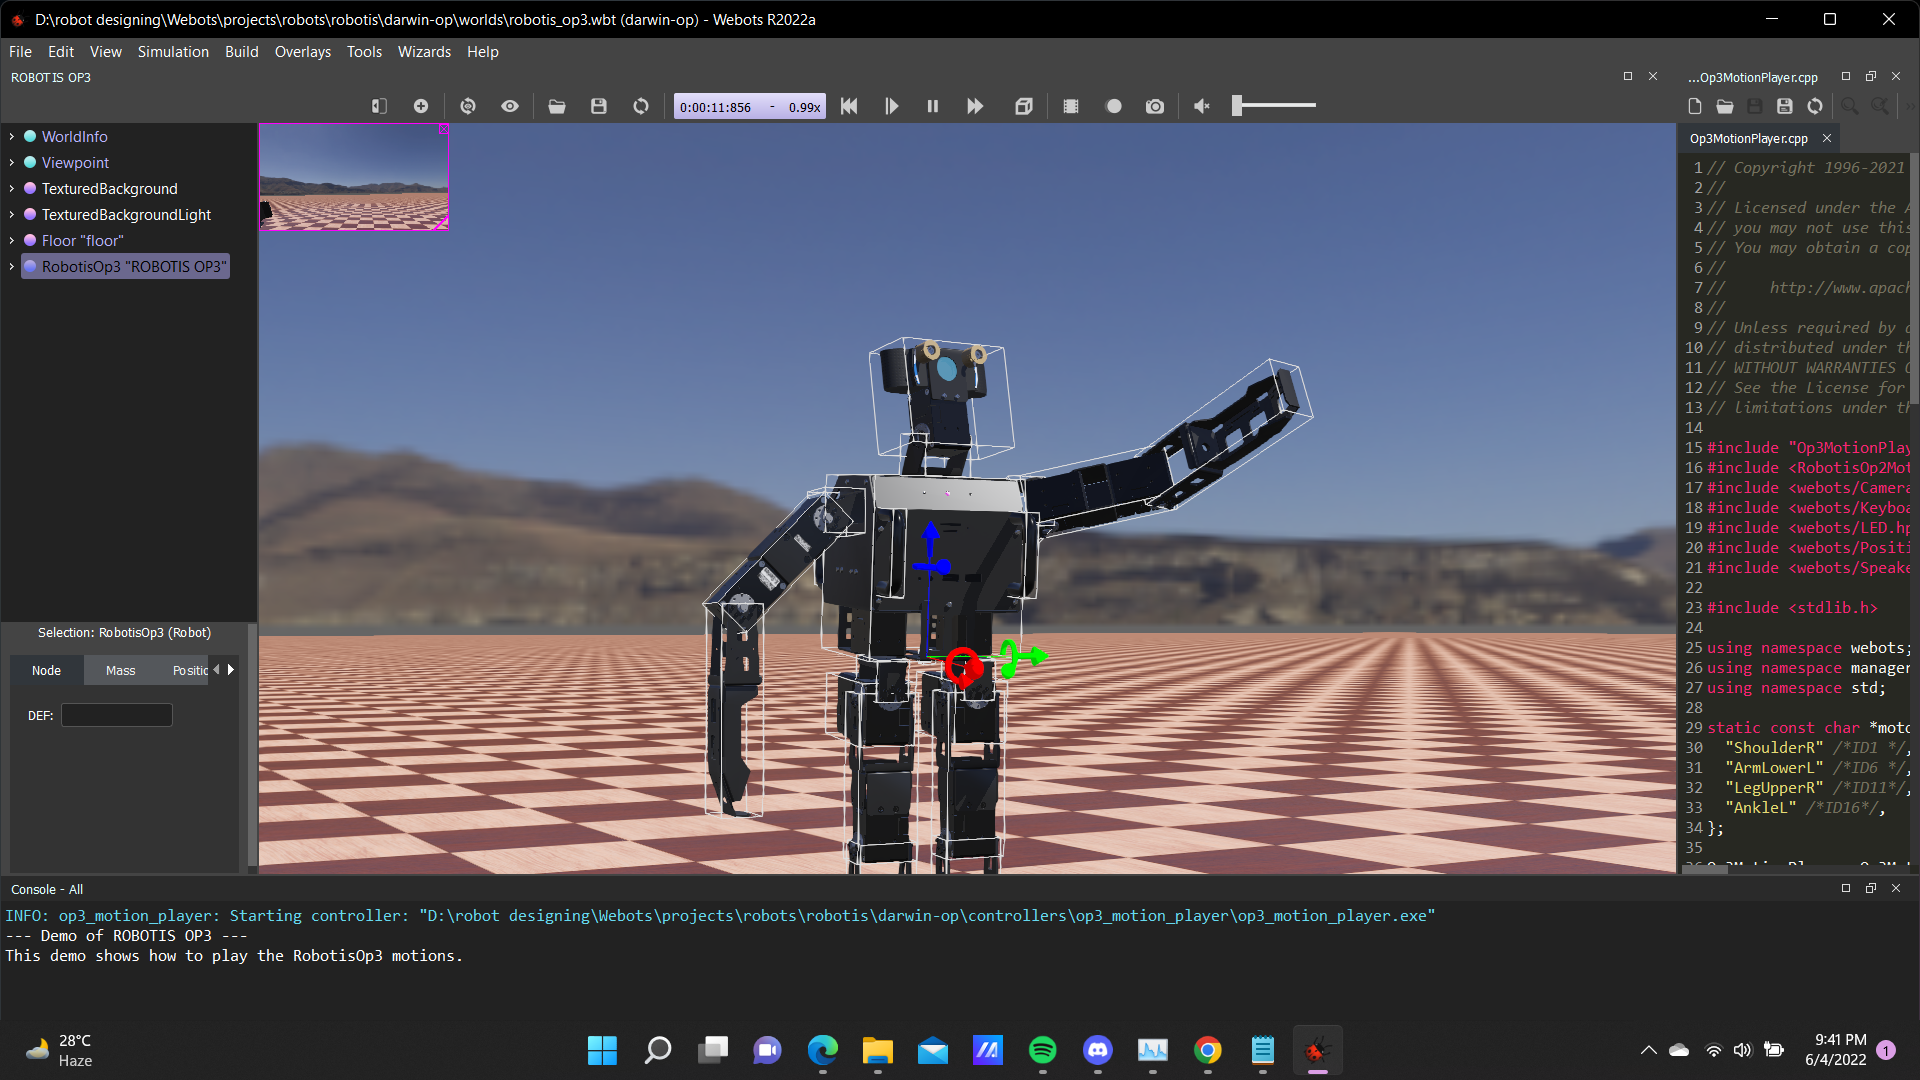 D:\robot designing\Webots\projects\robots\robotis\darwin-op\worlds\robotis_op3.wbt (darwin-op) - Webots R2022a
File Edit View Simulation Build Overlays Tools Wizards Help
ROBOTIS OP3
0:00:11:856 - 0.99x
WorldInfo
Viewpoint
TexturedBackground
TexturedBackgroundLight
Floor "floor"
RobotisOp3 "ROBOTIS OP3"
Selection: RobotisOp3 (Robot)
Node Mass Positic
DEF:
...Op3MotionPlayer.cpp
Op3MotionPlayer.cpp
1 // Copyright 1996-2021
2 //
3 // Licensed under the A
4 // you may not use this
5 // You may obtain a cop
6 //
7 // http://www.apach
8 //
9 // Unless required by
10 // distributed under th
11 // WITHOUT WARRANTIES
12 // See the License for
13 // limitations under th
14
15 #include "Op3MotionPlay
16 #include <RobotisOp2Mot
17 #include <webots/Camera
18 #include <webots/Keyboa
19 #include <webots/LED.hp
20 #include <webots/Positi
21 #include <webots/Speake
22
23 #include <stdlib.h>
24
25 using namespace webots;
26 using namespace manager
27 using namespace std;
28
29 static const char *moto
30 "ShoulderR" /*ID1 */,
31 "ArmLowerL" /*ID6 */,
32 "LegUpperR" /*ID11*/,
33 "AnkleL" /*ID16*/,
34 };
35
Console - All
INFO: op3_motion_player: Starting controller: "D:\robot designing\Webots\projects\robots\robotis\darwin-op\controllers\op3_motion_player\op3_motion_player.exe"
--- Demo of ROBOTIS OP3 ---
This demo shows how to play the RobotisOp3 motions.
28°C
Haze
9:41 PM
6/4/2022
1